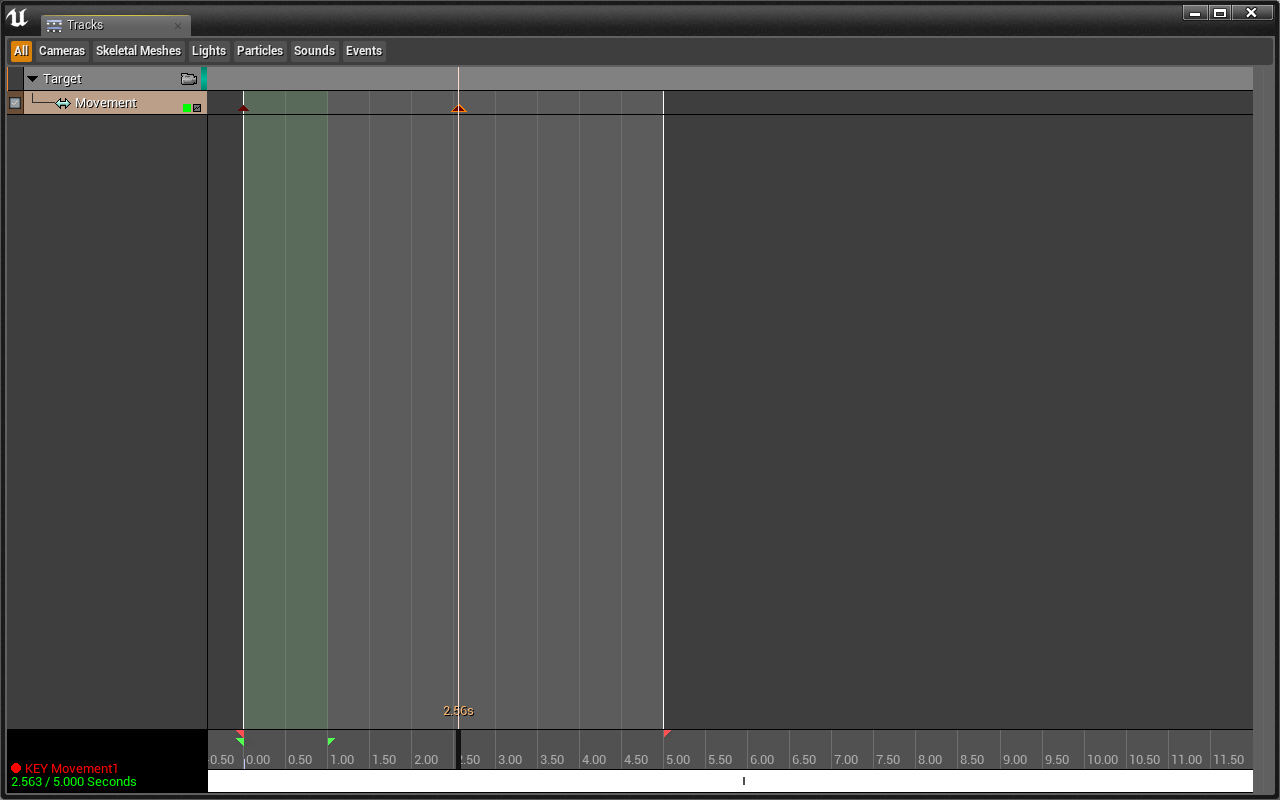 Tracks
All Cameras Skeletal Meshes Lights Particles Sounds Events
Target
Movement
2.56s
-0.50 0.00 0.50 1.00 1.50 2.00 2.50 3.00 3.50 4.00 4.50 5.00 5.50 6.00 6.50 7.00 7.50 8.00 8.50 9.00 9.50 10.00 10.50 11.00 11.50
KEY Movement1
2.563 / 5.000 Seconds